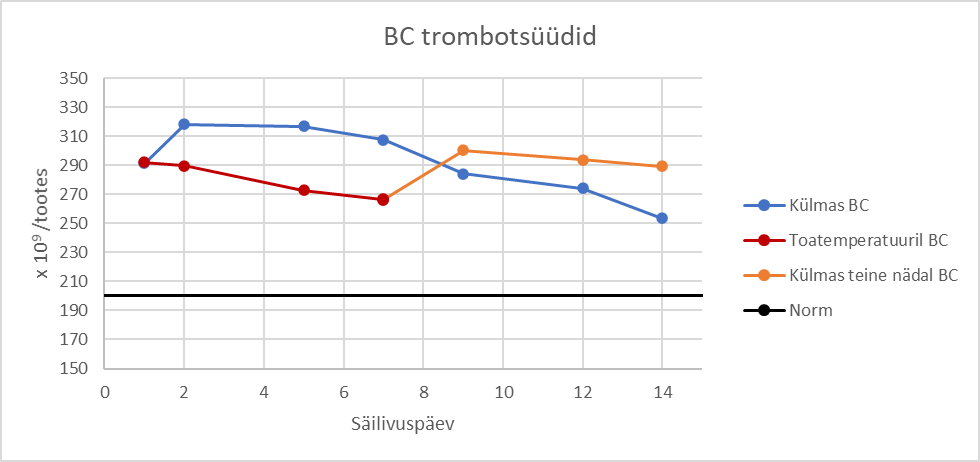 BC trombotsüüdid
x 10⁹ /tootes
350
330
310
290
270
250
230
210
190
170
150
0 2 4 6 8 10 12 14
Säilivuspäev
Külmas BC
Toatemperatuuril BC
Külmas teine nädal BC
Norm